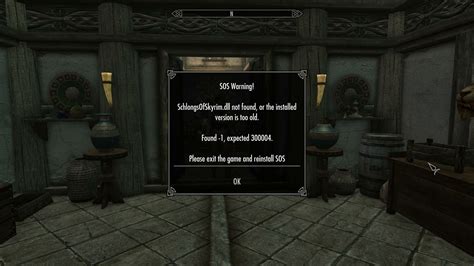 N
SOS Warning!
SchlongsOfSkyrim.dll not found, or the installed
version is too old.
Found -1, expected 300004.
Please exit the game and reinstall SOS
OK